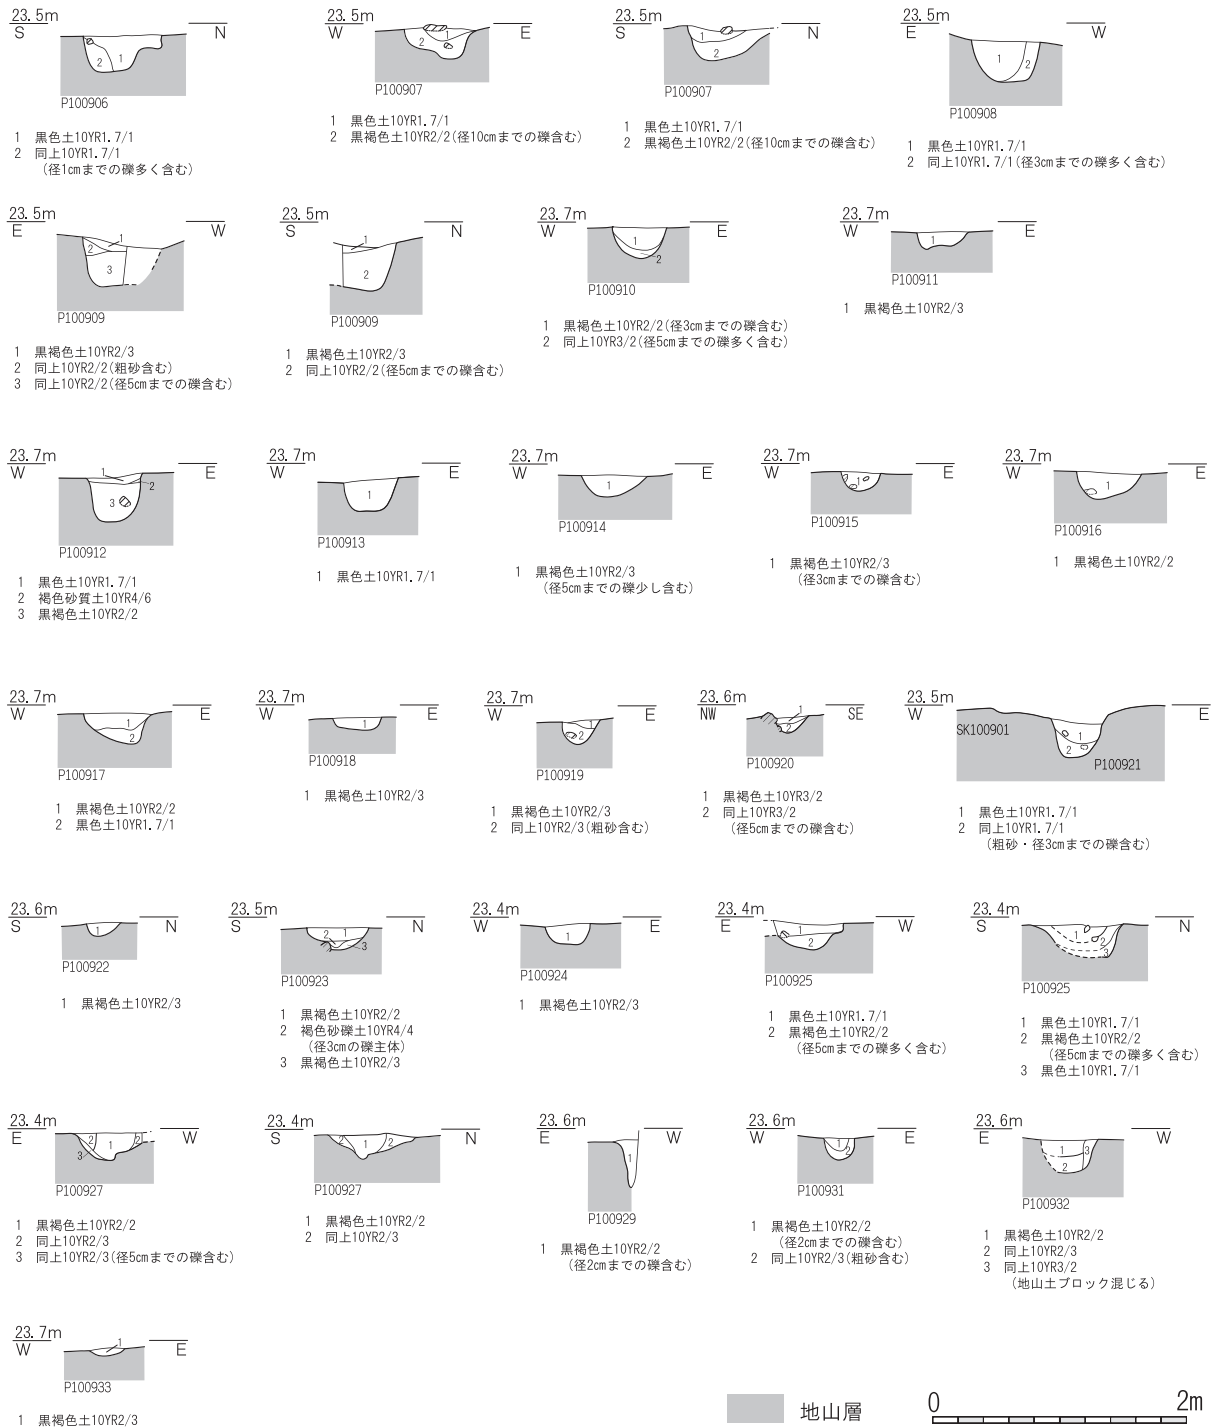 23.5m
S N
2 1
P100906
1 黒色土10YR1.7/1
2 同上10YR1.7/1
(径1cmまでの礫多く含む)
23.5m
W E
1
2
P100907
1 黒色土10YR1.7/1
2 黒褐色土10YR2/2(径10cmまでの礫含む)
23.5m
S N
1
2
P100907
1 黒色土10YR1.7/1
2 黒褐色土10YR2/2(径10cmまでの礫含む)
23.5m
E W
1 2
P100908
1 黒色土10YR1.7/1
2 同上10YR1.7/1(径3cmまでの礫多く含む)
23.5m
E W
1
2
3
P100909
1 黒褐色土10YR2/3
2 同上10YR2/2(粗砂含む)
3 同上10YR2/2(径5cmまでの礫含む)
23.5m
S N
1
2
P100909
1 黒褐色土10YR2/3
2 同上10YR2/2(径5cmまでの礫含む)
23.7m
W E
1
2
P100910
1 黒褐色土10YR2/2(径3cmまでの礫含む)
2 同上10YR3/2(径5cmまでの礫多く含む)
23.7m
W E
1
P100911
1 黒褐色土10YR2/3
23.7m
W E
1
2
3
P100912
1 黒色土10YR1.7/1
2 褐色砂質土10YR4/6
3 黒褐色土10YR2/2
23.7m
W E
1
P100913
1 黒色土10YR1.7/1
23.7m
W E
1
P100914
1 黒褐色土10YR2/3
(径5cmまでの礫少し含む)
23.7m
W E
1
P100915
1 黒褐色土10YR2/3
(径3cmまでの礫含む)
23.7m
W E
1
P100916
1 黒褐色土10YR2/2
23.7m
W E
1
2
P100917
1 黒褐色土10YR2/2
2 黒色土10YR1.7/1
23.7m
W E
1
P100918
1 黒褐色土10YR2/3
23.7m
W E
1
2
P100919
1 黒褐色土10YR2/3
2 同上10YR2/3(粗砂含む)
23.6m
NW SE
1
2
P100920
1 黒褐色土10YR3/2
2 同上10YR3/2
(径5cmまでの礫含む)
23.5m
W E
SK100901
1
2
P100921
1 黒色土10YR1.7/1
2 同上10YR1.7/1
(粗砂・径3cmまでの礫含む)
23.6m
S N
1
P100922
1 黒褐色土10YR2/3
23.5m
S N
2 1
3
P100923
1 黒褐色土10YR2/2
2 褐色砂礫土10YR4/4
(径3cmの礫主体)
3 黒褐色土10YR2/3
23.4m
W E
1
P100924
1 黒褐色土10YR2/3
23.4m
E W
1
2
P100925
1 黒色土10YR1.7/1
2 黒褐色土10YR2/2
(径5cmまでの礫多く含む)
23.4m
S N
1
2
3
P100925
1 黒色土10YR1.7/1
2 黒褐色土10YR2/2
(径5cmまでの礫多く含む)
3 黒色土10YR1.7/1
23.4m
E W
2 1 2
3
P100927
1 黒褐色土10YR2/2
2 同上10YR2/3
3 同上10YR2/3(径5cmまでの礫含む)
23.4m
S N
2 1 2
P100927
1 黒褐色土10YR2/2
2 同上10YR2/3
23.6m
E W
1
P100929
1 黒褐色土10YR2/2
(径2cmまでの礫含む)
23.6m
W E
1
2
P100931
1 黒褐色土10YR2/2
(径2cmまでの礫含む)
2 同上10YR2/3(粗砂含む)
23.6m
E W
1 3
2
P100932
1 黒褐色土10YR2/2
2 同上10YR2/3
3 同上10YR3/2
(地山土ブロック混じる)
23.7m
W E
1
P100933
1 黒褐色土10YR2/3
地山層
0 2m